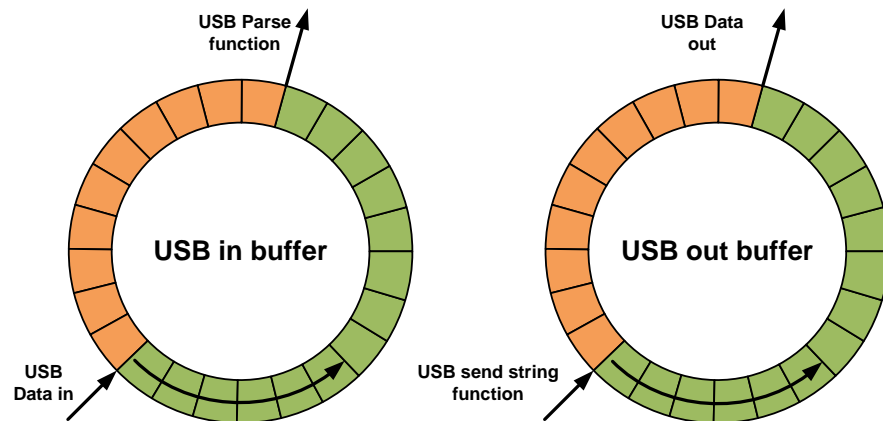 USB Parse
function
USB Data
out
USB in buffer
USB out buffer
USB
Data in
USB send string
function